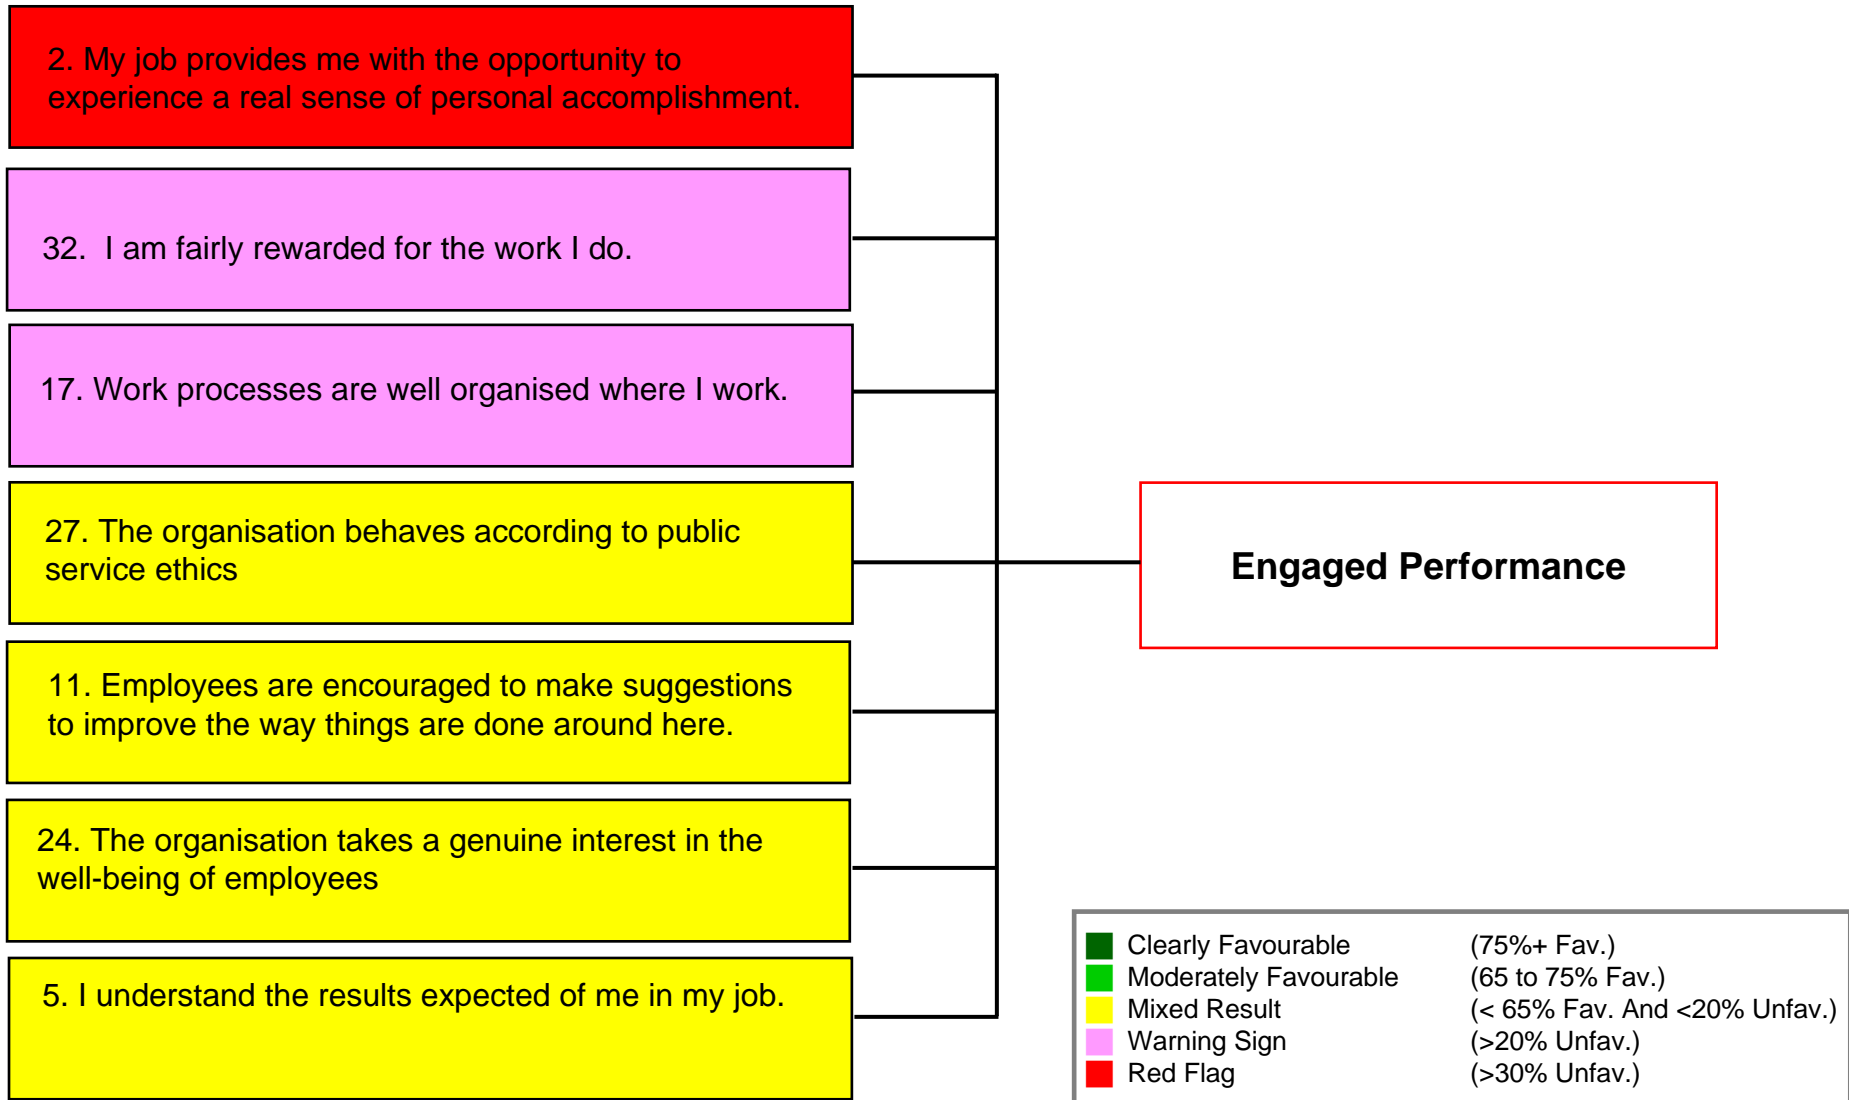 2. My job provides me with the opportunity to
experience a real sense of personal accomplishment.
32.  I am fairly rewarded for the work I do.
17. Work processes are well organised where I work.
27. The organisation behaves according to public
service ethics
Engaged Performance
11. Employees are encouraged to make suggestions
to improve the way things are done around here.
24. The organisation takes a genuine interest in the
well-being of employees
5. I understand the results expected of me in my job.
Clearly Favourable (75%+ Fav.)
Moderately Favourable (65 to 75% Fav.)
Mixed Result (< 65% Fav. And <20% Unfav.)
Warning Sign (>20% Unfav.)
Red Flag (>30% Unfav.)